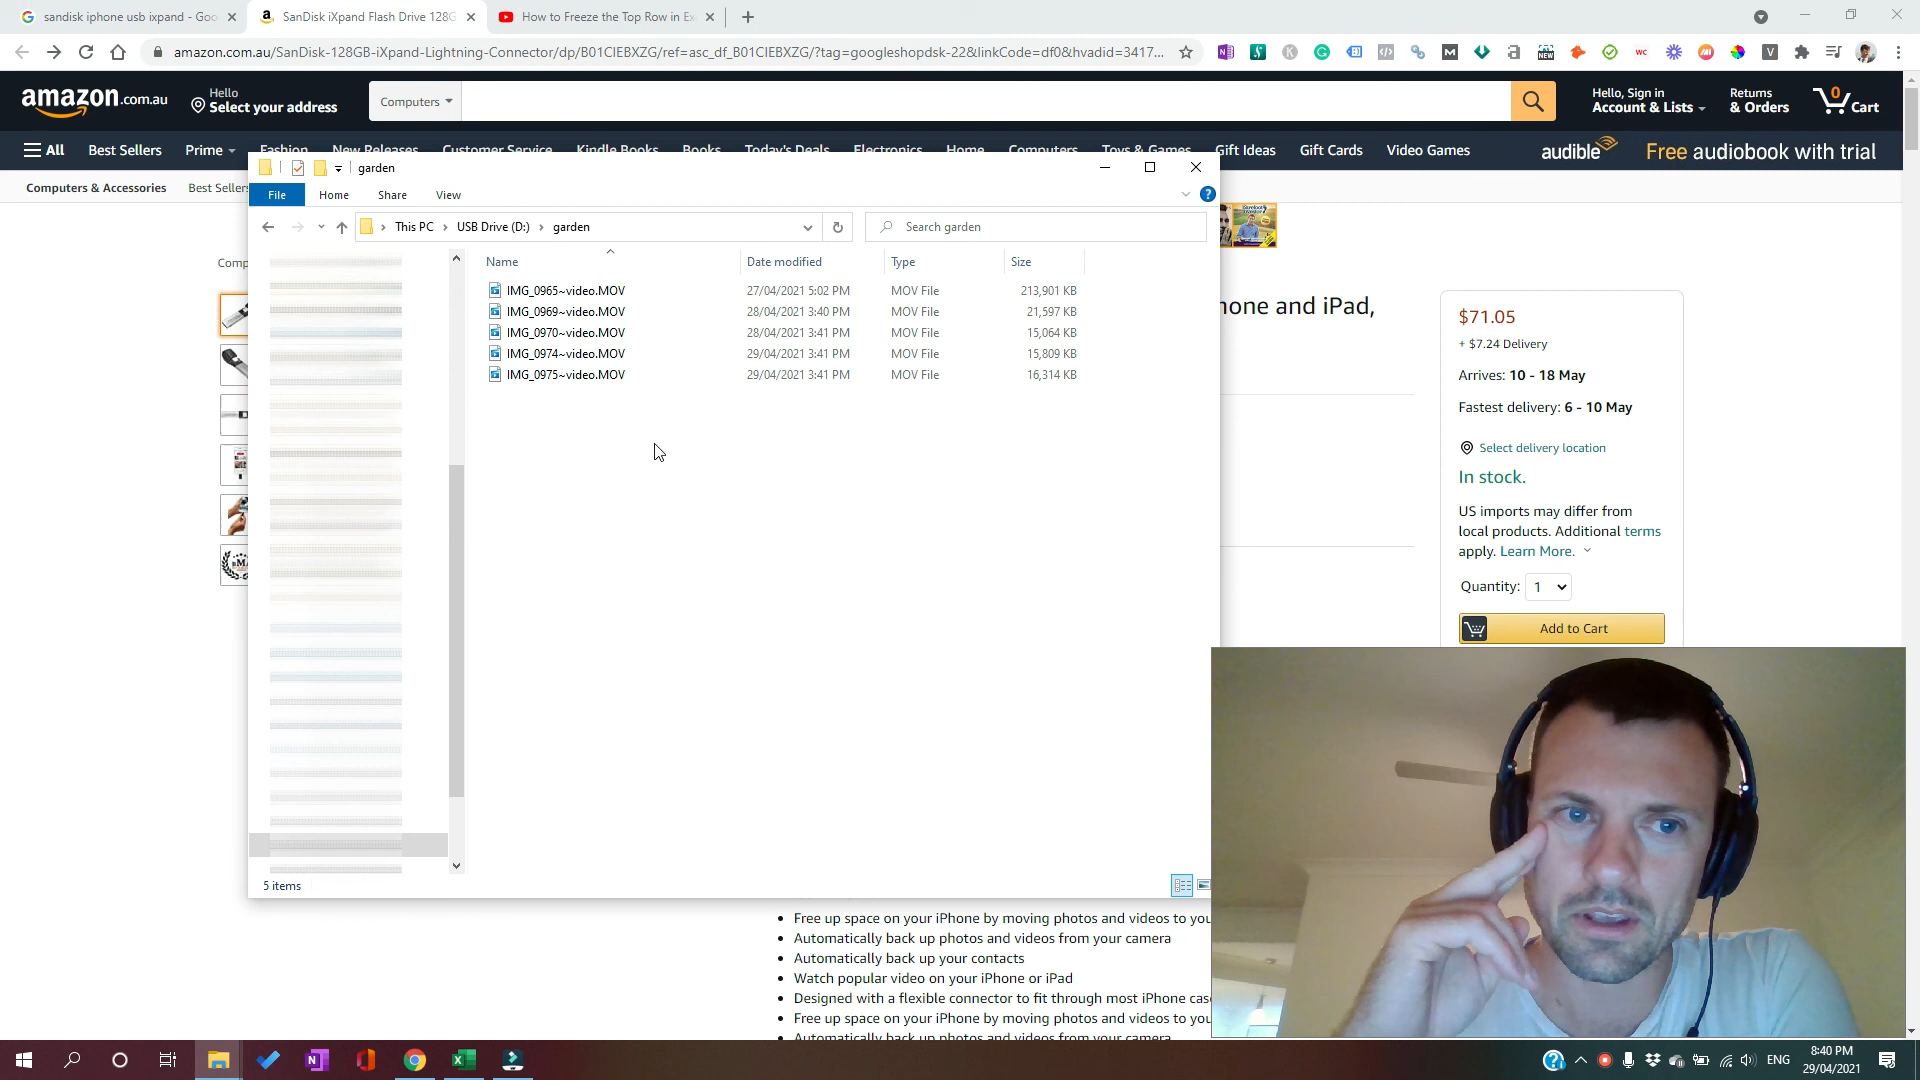 sandisk iphone usb ixpand - Goo
SanDisk iXpand Flash Drive 128G
How to Freeze the Top Row in Ex
amazon.com.au/SanDisk-128GB-iXpand-Lightning-Connector/dp/B01CIEBXZG/ref=asc_df_B01CIEBXZG/?tag=googleshopdsk-22&linkCode=df0&hvadid=3417...
amazon.com.au
Hello
Select your address
Computers
Hello, Sign in
Account & Lists
Returns
& Orders
0
Cart
All
Best Sellers
Prime
Fashion
New Releases
Customer Service
Kindle Books
Books
Today's Deals
Electronics
Home
Computers
Toys & Games
Gift Ideas
Gift Cards
Video Games
audible
Free audiobook with trial
Computers & Accessories
Best Seller
garden
File
Home
Share
View
This PC
USB Drive (D:)
garden
Search garden
Comp
Name
Date modified
Type
Size
IMG_0965~video.MOV 27/04/2021 5:02 PM MOV File 213,901 KB
IMG_0969~video.MOV 28/04/2021 3:40 PM MOV File 21,597 KB
IMG_0970~video.MOV 28/04/2021 3:41 PM MOV File 15,064 KB
IMG_0974~video.MOV 29/04/2021 3:41 PM MOV File 15,809 KB
IMG_0975~video.MOV 29/04/2021 3:41 PM MOV File 16,314 KB
5 items
hone and iPad,
$71.05
+ $7.24 Delivery
Arrives: 10 - 18 May
Fastest delivery: 6 - 10 May
Select delivery location
In stock.
US imports may differ from
local products. Additional terms
apply. Learn More.
Quantity: 1
Add to Cart
Free up space on your iPhone by moving photos and videos to you
Automatically back up photos and videos from your camera
Automatically back up your contacts
Watch popular video on your iPhone or iPad
Designed with a flexible connector to fit through most iPhone case
Free up space on your iPhone by moving photos and videos to you
Automatically back up photos and videos from your camera
ENG
8:40 PM
29/04/2021